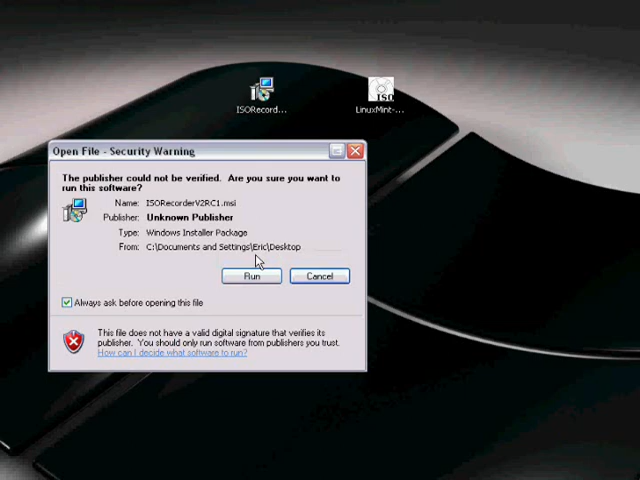 ISORecord...
LinuxMint-...
ISO
Open File - Security Warning
The publisher could not be verified. Are you sure you want to
run this software?
Name: ISORecorderV2RC1.msi
Publisher: Unknown Publisher
Type: Windows Installer Package
From: C:\Documents and Settings\Eric\Desktop
Run Cancel
Always ask before opening this file
This file does not have a valid digital signature that verifies its
publisher. You should only run software from publishers you trust.
How can I decide what software to run?